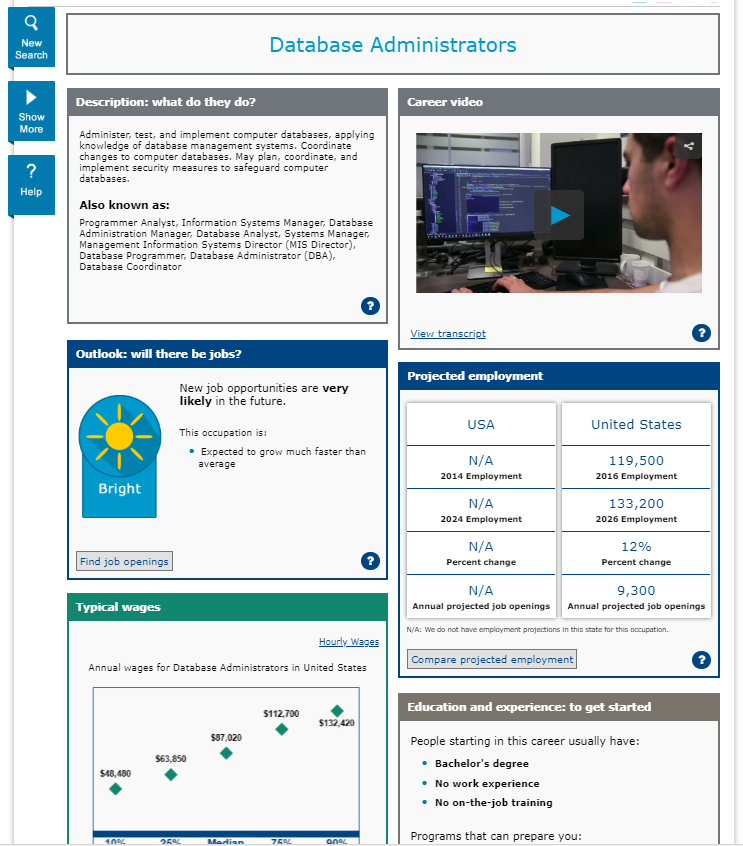 New
Search
Show
More
Help
Database Administrators
Description: what do they do?
Administer, test, and implement computer databases, applying
knowledge of database management systems. Coordinate
changes to computer databases. May plan, coordinate, and
implement security measures to safeguard computer
databases.
Also known as:
Programmer Analyst, Information Systems Manager, Database
Administration Manager, Database Analyst, Systems Manager,
Management Information Systems Director (MIS Director),
Database Programmer, Database Administrator (DBA),
Database Coordinator
?
Career video
View transcript
?
Outlook: will there be jobs?
New job opportunities are very
likely in the future.
This occupation is:
• Expected to grow much faster than
average
Bright
Find job openings
?
Projected employment
USA
N/A
2014 Employment
N/A
2024 Employment
N/A
Percent change
N/A
Annual projected job openings
United States
119,500
2016 Employment
133,200
2026 Employment
12%
Percent change
9,300
Annual projected job openings
N/A: We do not have employment projections in this state for this occupation.
Compare projected employment
?
Typical wages
Hourly Wages
Annual wages for Database Administrators in United States
$48,480
$63,850
$87,020
$112,700
$132,420
10% 25% Median 75% 90%
Education and experience: to get started
People starting in this career usually have:
• Bachelor's degree
• No work experience
• No on-the-job training
Programs that can prepare you: